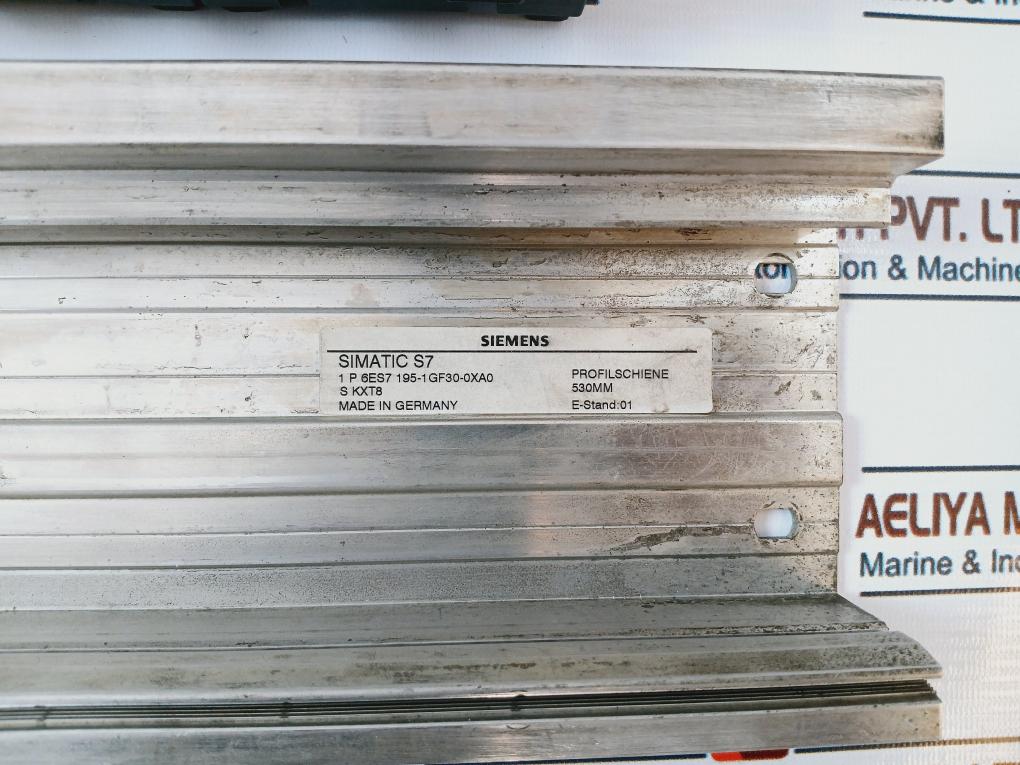 PVT. LT
ion & Machine
SIEMENS
SIMATIC S7
1 P 6ES7 195-1GF30-0XA0
S KXT8
MADE IN GERMANY
PROFILSCHIENE
530MM
E-Stand:01
AELIYA M
Marine & Ind